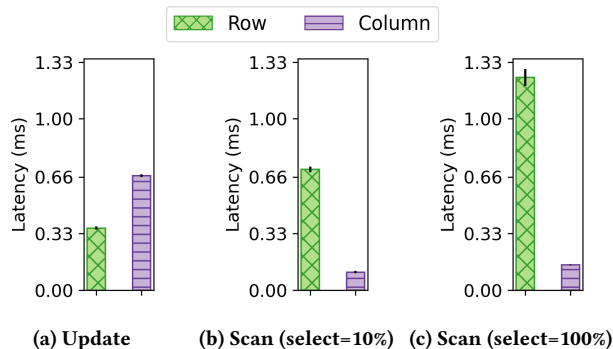 Row Column
Latency (ms)
1.33
1.00
0.66
0.33
0.00
(a) Update
Latency (ms)
1.33
1.00
0.66
0.33
0.00
(b) Scan (select=10%)
Latency (ms)
1.33
1.00
0.66
0.33
0.00
(c) Scan (select=100%)